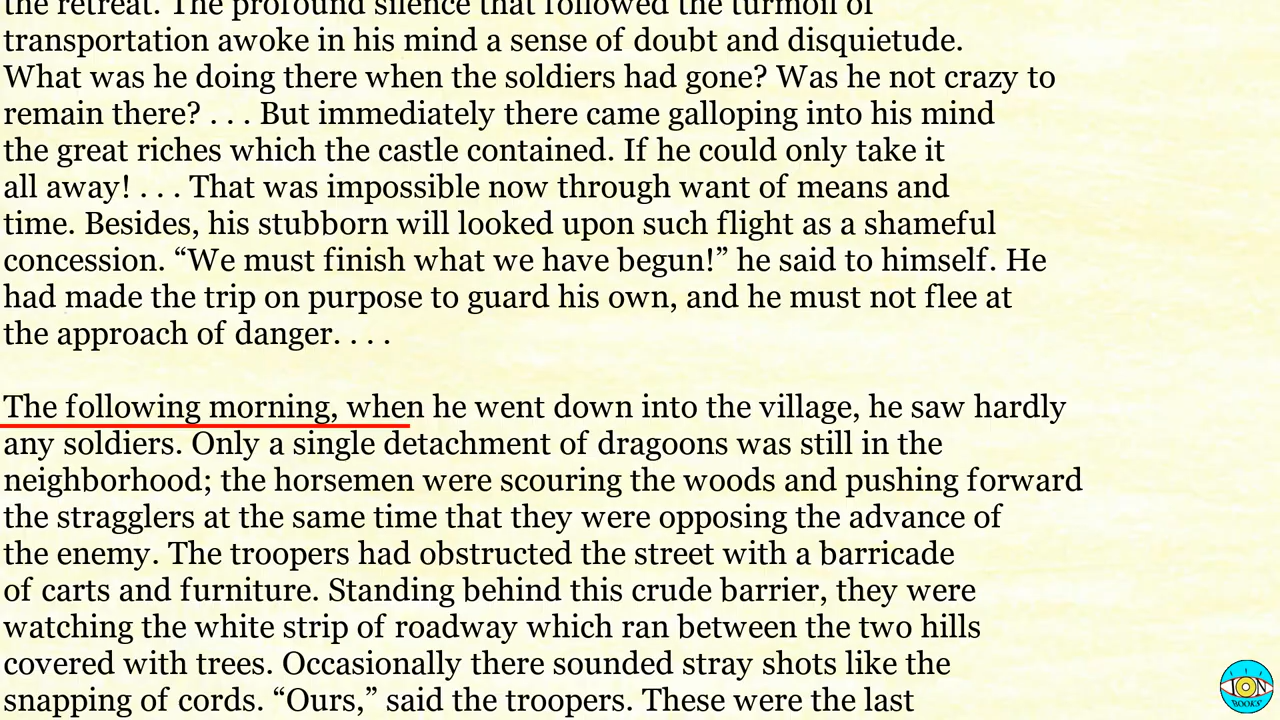 the retreat. The profound silence that followed the turmoil of
transportation awoke in his mind a sense of doubt and disquietude.
What was he doing there when the soldiers had gone? Was he not crazy to
remain there? . . . But immediately there came galloping into his mind
the great riches which the castle contained. If he could only take it
all away! . . . That was impossible now through want of means and
time. Besides, his stubborn will looked upon such flight as a shameful
concession. “We must finish what we have begun!” he said to himself. He
had made the trip on purpose to guard his own, and he must not flee at
the approach of danger. . . .
The following morning, when he went down into the village, he saw hardly
any soldiers. Only a single detachment of dragoons was still in the
neighborhood; the horsemen were scouring the woods and pushing forward
the stragglers at the same time that they were opposing the advance of
the enemy. The troopers had obstructed the street with a barricade
of carts and furniture. Standing behind this crude barrier, they were
watching the white strip of roadway which ran between the two hills
covered with trees. Occasionally there sounded stray shots like the
snapping of cords. “Ours,” said the troopers. These were the last
ION
BOOKS